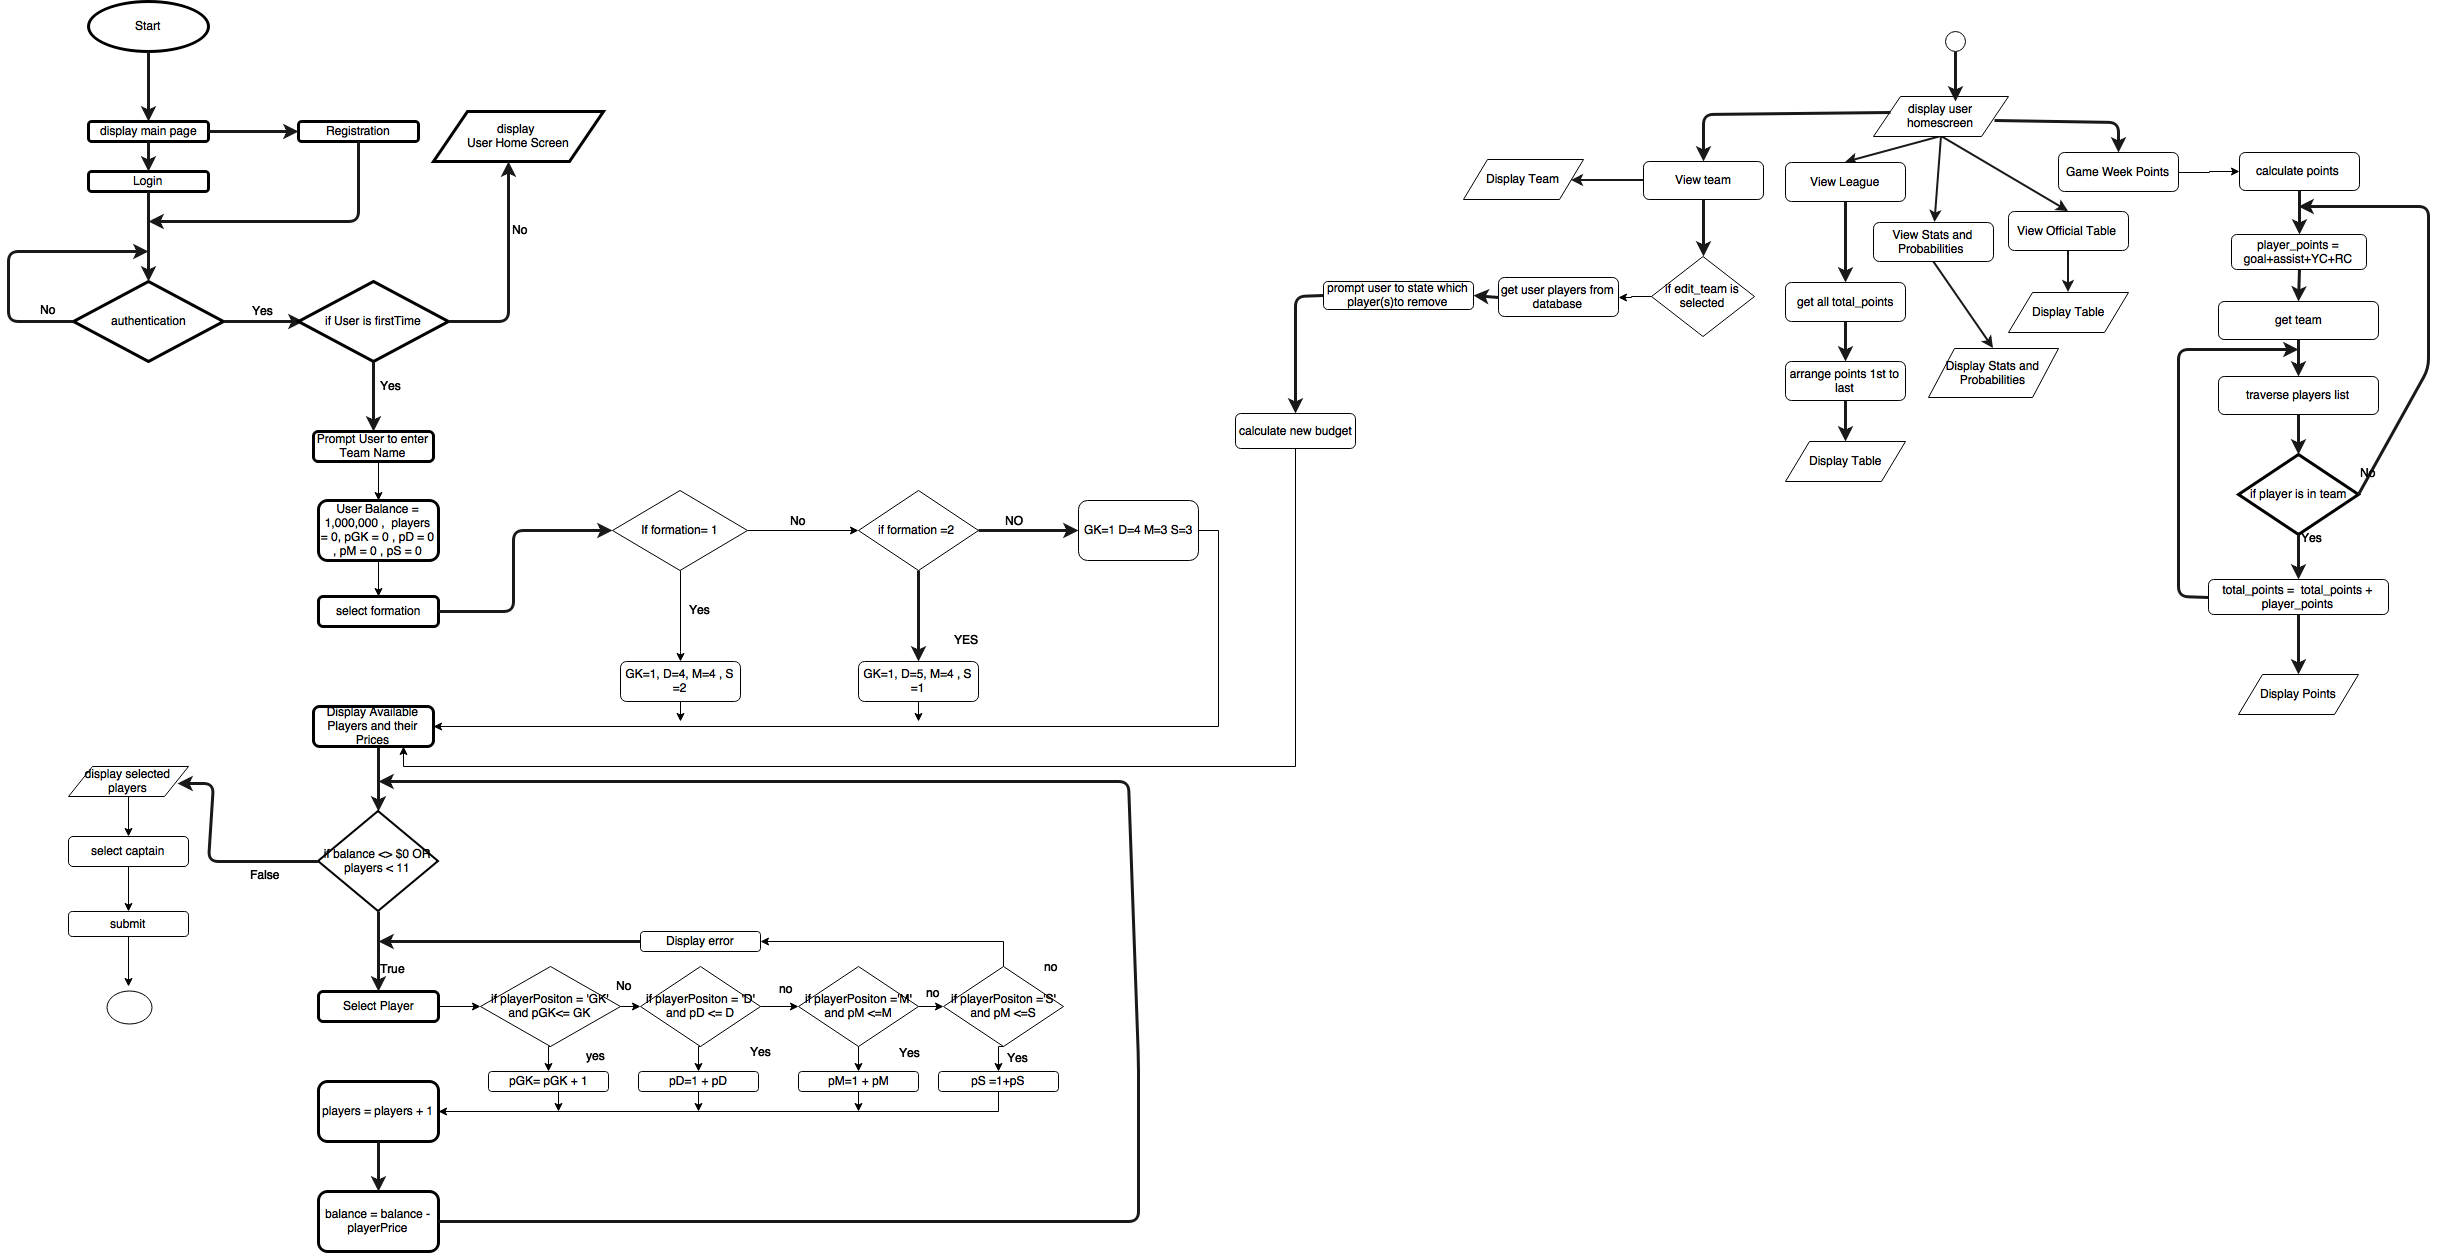 Start
display main page
Registration
Login
display
User Home Screen
No
No
authentication
Yes
if User is firstTime
Yes
Prompt User to enter
Team Name
User Balance =
1,000,000 , players
= 0, pGK = 0 , pD = 0
, pM = 0 , pS = 0
select formation
If formation= 1
No
if formation =2
NO
GK=1 D=4 M=3 S=3
Yes
YES
GK=1, D=4, M=4 , S
=2
GK=1, D=5, M=4 , S
=1
Display Available
Players and their
Prices
display selected
players
select captain
submit
if balance <> $0 OR
players < 11
False
True
Display error
Select Player
if playerPositon = 'GK'
and pGK<= GK
No
if playerPositon = 'D'
and pD <= D
no
if playerPositon ='M'
and pM <=M
no
if playerPositon ='S'
and pM <=S
no
yes
Yes
Yes
Yes
pGK= pGK + 1
pD=1 + pD
pM=1 + pM
pS =1+pS
players = players + 1
balance = balance -
playerPrice
display user
homescreen
Display Team
View team
View League
View Stats and
Probabilities
View Official Table
Game Week Points
calculate points
if edit_team is
selected
get user players from
database
prompt user to state which
player(s)to remove
calculate new budget
get all total_points
arrange points 1st to
last
Display Table
Display Stats and
Probabilities
Display Table
player_points =
goal+assist+YC+RC
get team
traverse players list
if player is in team
No
Yes
total_points = total_points +
player_points
Display Points